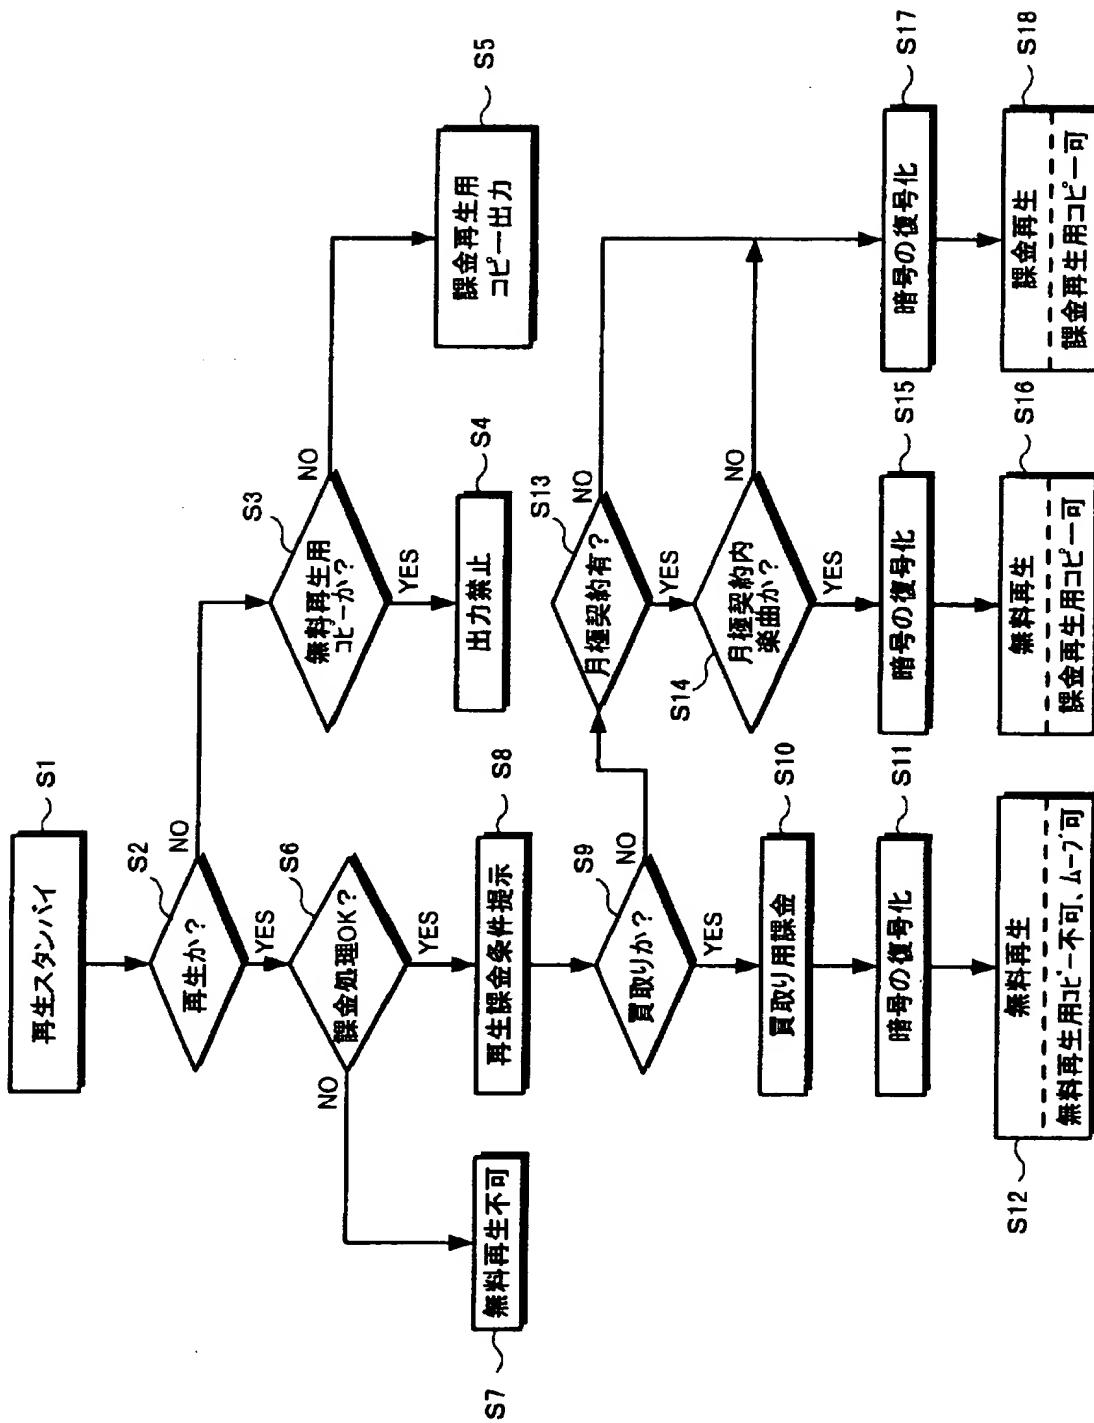 再生スタンバイ
S1
再生か？
S2
NO
YES
無料再生用
コピーか？
S3
NO
YES
出力禁止
S4
課金再生用
コピー出力
S5
課金処理OK？
S6
NO
YES
無料再生不可
S7
再生課金条件提示
S8
買取りか？
S9
NO
YES
買取り用課金
S10
暗号の復号化
S11
無料再生
無料再生用コピー不可、ムーブ可
S12
月極契約有？
S13
NO
YES
月極契約内
楽曲か？
S14
NO
YES
暗号の復号化
S15
無料再生
課金再生用コピー可
S16
暗号の復号化
S17
課金再生
課金再生用コピー可
S18